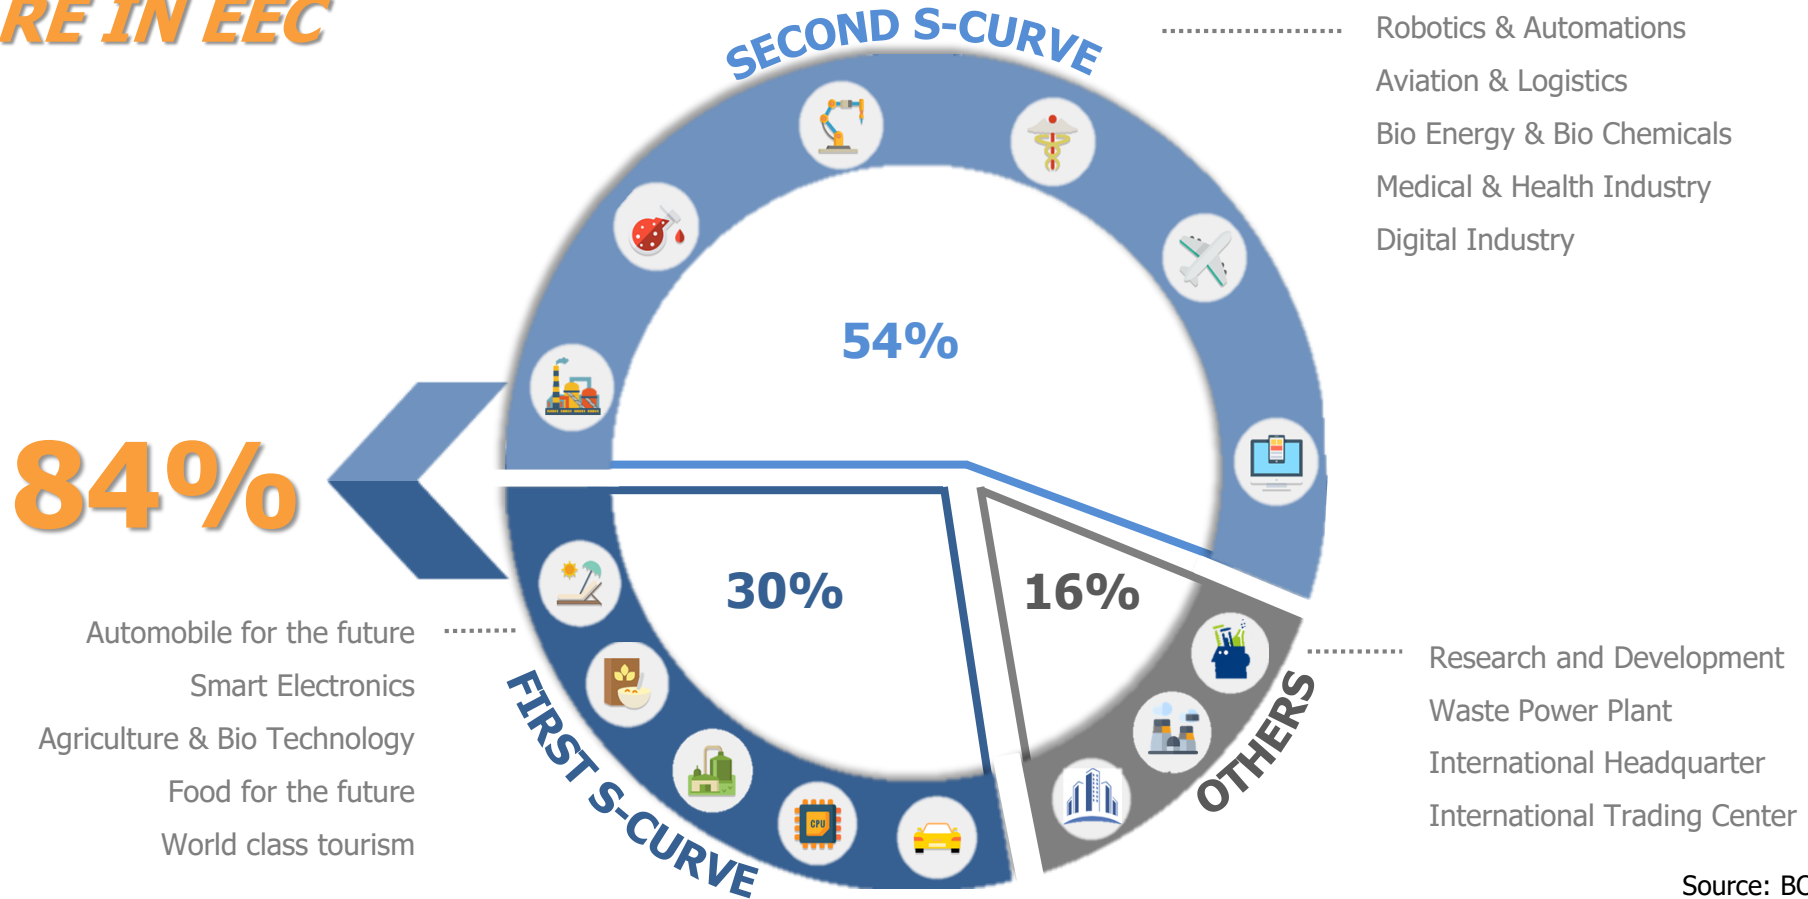 RE IN EEC
SECOND S-CURVE
Robotics & Automations
Aviation & Logistics
Bio Energy & Bio Chemicals
Medical & Health Industry
Digital Industry
54%
84%
30%
16%
Automobile for the future
Smart Electronics
Agriculture & Bio Technology
Food for the future
World class tourism
FIRST S-CURVE
CPU
OTHERS
Research and Development
Waste Power Plant
International Headquarter
International Trading Center
Source: